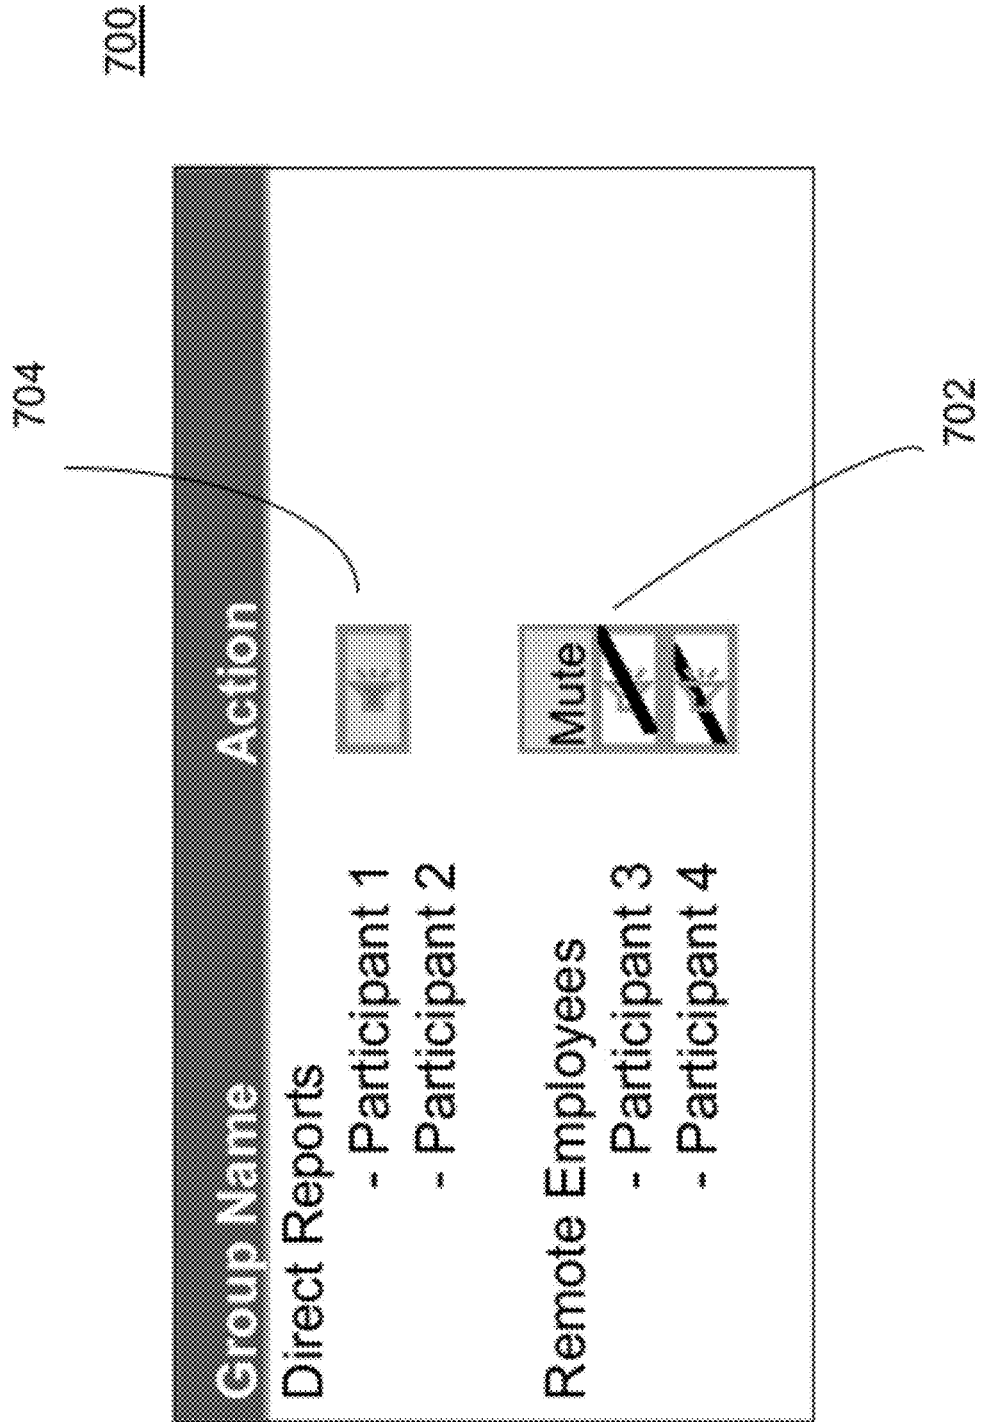 700
704
Group Name Action
Direct Reports
- Participant 1
- Participant 2
Remote Employees Mute
- Participant 3
- Participant 4
702